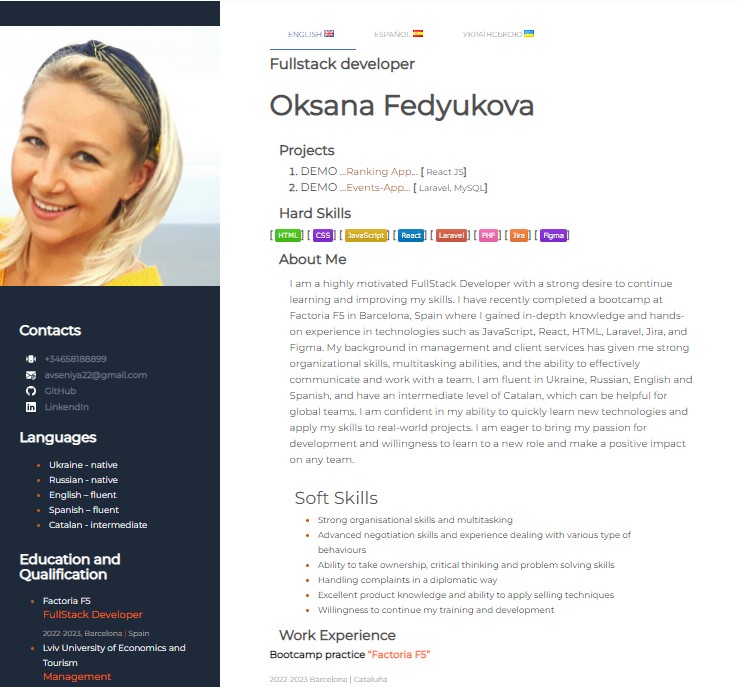 ENGLISH ESPAÑOL УКРАЇНСЬКОЮ
Fullstack developer
Oksana Fedyukova
Projects
1. DEMO ...Ranking App... [ React JS]
2. DEMO ...Events-App... [ Laravel, MySQL]
Hard Skills
[ HTML ] [ CSS ] [ JavaScript ] [ React ] [ Laravel ] [ PHP ] [ Jira ] [ Figma ]
About Me
I am a highly motivated FullStack Developer with a strong desire to continue
learning and improving my skills. I have recently completed a bootcamp at
Factoria F5 in Barcelona, Spain where I gained in-depth knowledge and hands-
on experience in technologies such as JavaScript, React, HTML, Laravel, Jira, and
Figma. My background in management and client services has given me strong
organizational skills, multitasking abilities, and the ability to effectively
communicate and work with a team. I am fluent in Ukraine, Russian, English and
Spanish, and have an intermediate level of Catalan, which can be helpful for
global teams. I am confident in my ability to quickly learn new technologies and
apply my skills to real-world projects. I am eager to bring my passion for
development and willingness to learn to a new role and make a positive impact
on any team.
Soft Skills
Strong organisational skills and multitasking
Advanced negotiation skills and experience dealing with various type of
behaviours
Ability to take ownership, critical thinking and problem solving skills
Handling complaints in a diplomatic way
Excellent product knowledge and ability to apply selling techniques
Willingness to continue my training and development
Work Experience
Bootcamp practice “Factoria F5”
2022-2023 Barcelona | Cataluña
Contacts
+34658188899
avseniya22@gmail.com
GitHub
LinkendIn
Languages
Ukraine - native
Russian - native
English – fluent
Spanish – fluent
Catalan - intermediate
Education and
Qualification
Factoria F5
FullStack Developer
2022-2023, Barcelona | Spain
Lviv University of Economics and
Tourism
Management